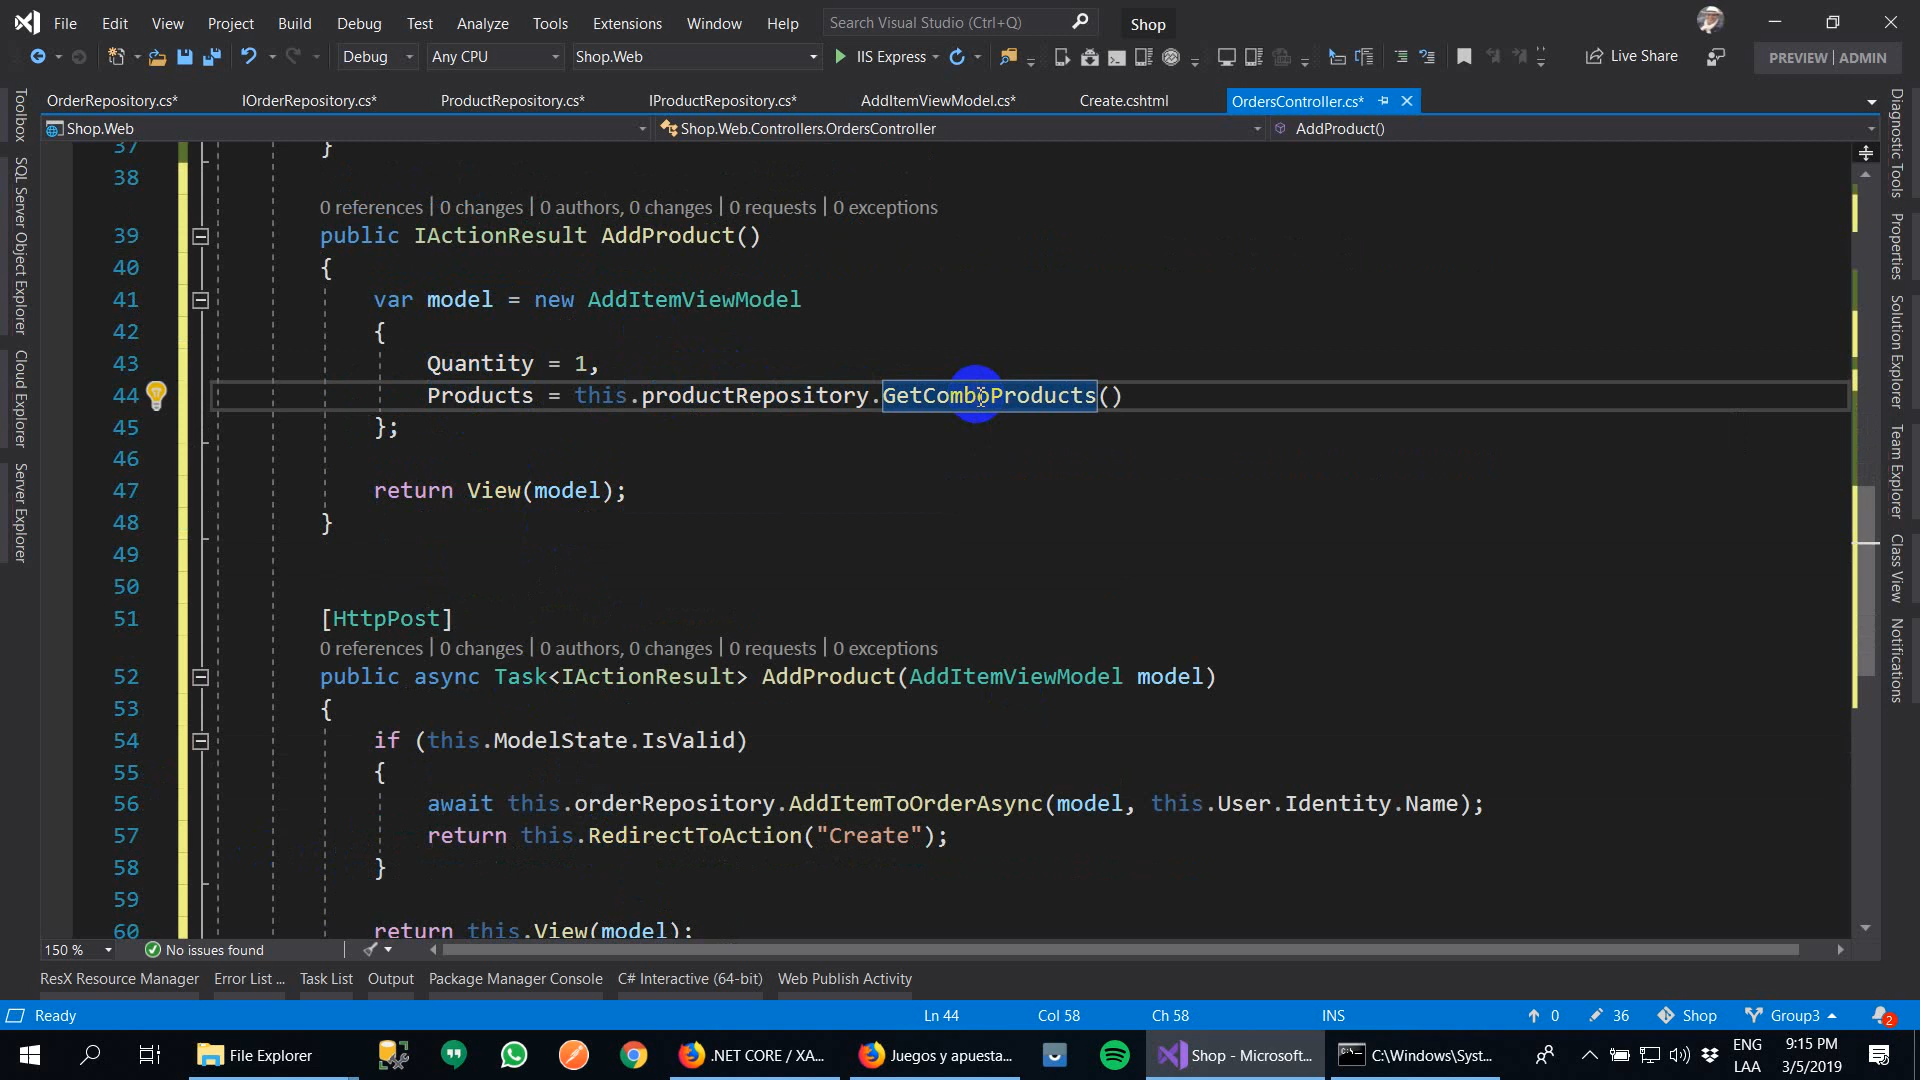 File Edit View Project Build Debug Test Analyze Tools Extensions Window Help Search Visual Studio (Ctrl+Q) Shop
Debug Any CPU Shop.Web IIS Express Live Share PREVIEW | ADMIN
OrderRepository.cs* IOrderRepository.cs* ProductRepository.cs* IProductRepository.cs* AddItemViewModel.cs* Create.cshtml OrdersController.cs*
Shop.Web Shop.Web.Controllers.OrdersController AddProduct()
Toolbox
SQL Server Object Explorer
Cloud Explorer
Server Explorer
37 }
38
0 references | 0 changes | 0 authors, 0 changes | 0 requests | 0 exceptions
39 public IActionResult AddProduct()
40 {
41 var model = new AddItemViewModel
42 {
43 Quantity = 1,
44 Products = this.productRepository.GetComboProducts()
45 };
46
47 return View(model);
48 }
49
50
51 [HttpPost]
0 references | 0 changes | 0 authors, 0 changes | 0 requests | 0 exceptions
52 public async Task<IActionResult> AddProduct(AddItemViewModel model)
53 {
54 if (this.ModelState.IsValid)
55 {
56 await this.orderRepository.AddItemToOrderAsync(model, this.User.Identity.Name);
57 return this.RedirectToAction("Create");
58 }
59
60 return this.View(model);
Diagnostic Tools
Properties
Solution Explorer
Team Explorer
Class View
Notifications
150 % No issues found
ResX Resource Manager Error List ... Task List Output Package Manager Console C# Interactive (64-bit) Web Publish Activity
Ready Ln 44 Col 58 Ch 58 INS 0 36 Shop Group3 2
File Explorer .NET CORE / XA... Juegos y apuesta... Shop - Microsoft... C:\Windows\Syst... ENG 9:15 PM
LAA 3/5/2019